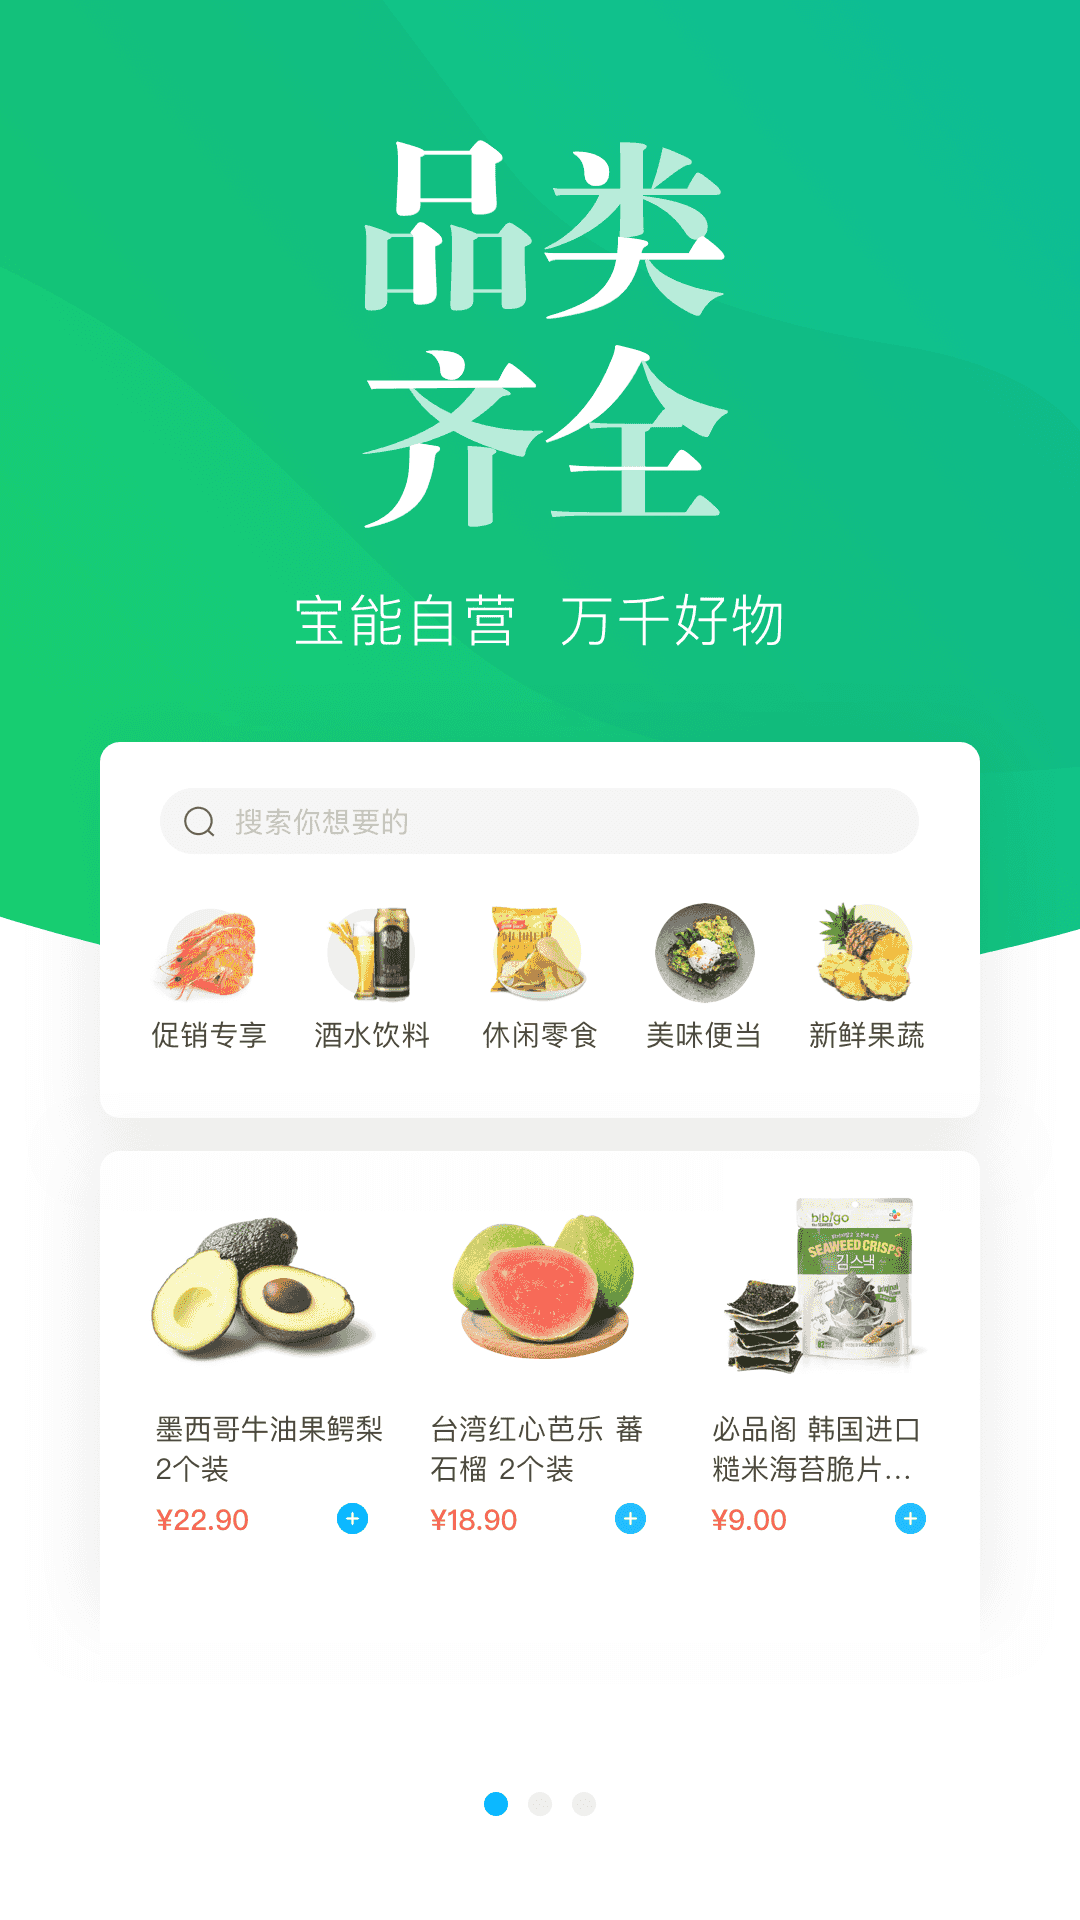 品类
齐全
宝能自营 万千好物
搜索你想要的
促销专享 酒水饮料 休闲零食 美味便当 新鲜果蔬
bibigo
SEAWEED CRISPS
김스낵
Original
墨西哥牛油果鳄梨
2个装
¥22.90
台湾红心芭乐 蕃
石榴 2个装
¥18.90
必品阁 韩国进口
糙米海苔脆片...
¥9.00